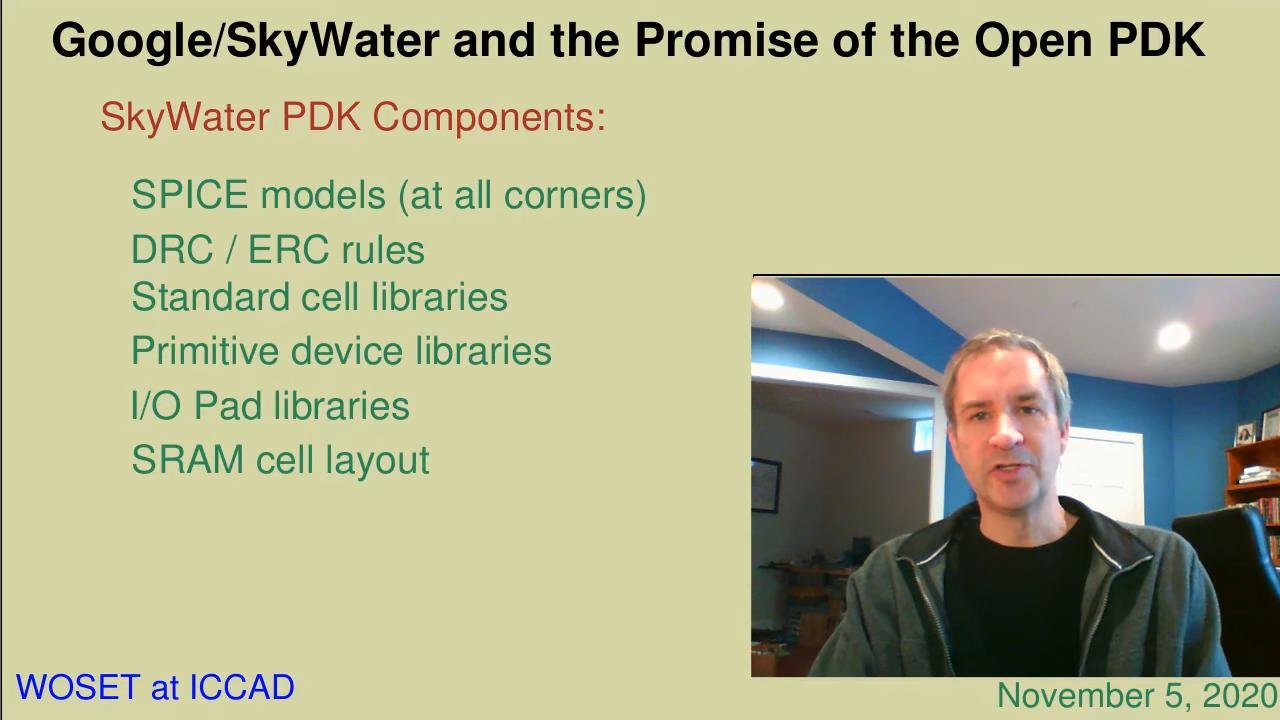 Google/SkyWater and the Promise of the Open PDK
SkyWater PDK Components:
SPICE models (at all corners)
DRC / ERC rules
Standard cell libraries
Primitive device libraries
I/O Pad libraries
SRAM cell layout
WOSET at ICCAD
November 5, 2020